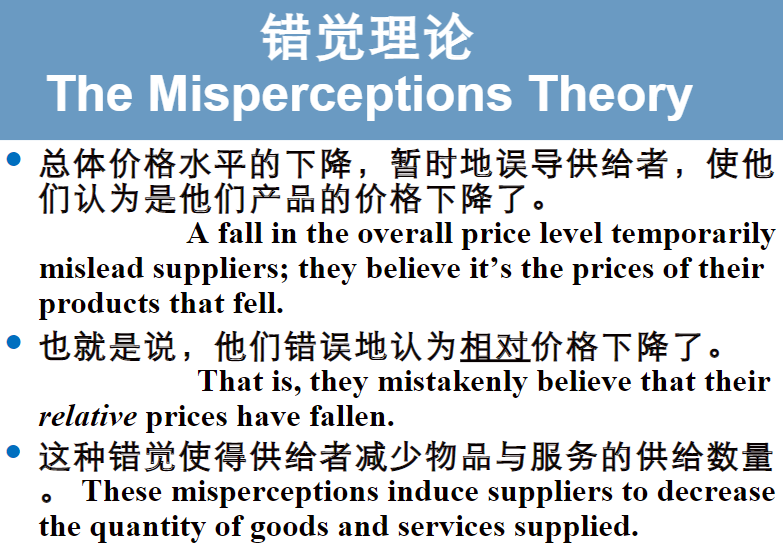 错觉理论
The Misperceptions Theory
总体价格水平的下降，暂时地误导供给者，使他
们认为是他们产品的价格下降了。
A fall in the overall price level temporarily
mislead suppliers; they believe it’s the prices of their
products that fell.
也就是说，他们错误地认为相对价格下降了。
That is, they mistakenly believe that their
relative prices have fallen.
这种错觉使得供给者减少物品与服务的供给数量
。 These misperceptions induce suppliers to decrease
the quantity of goods and services supplied.